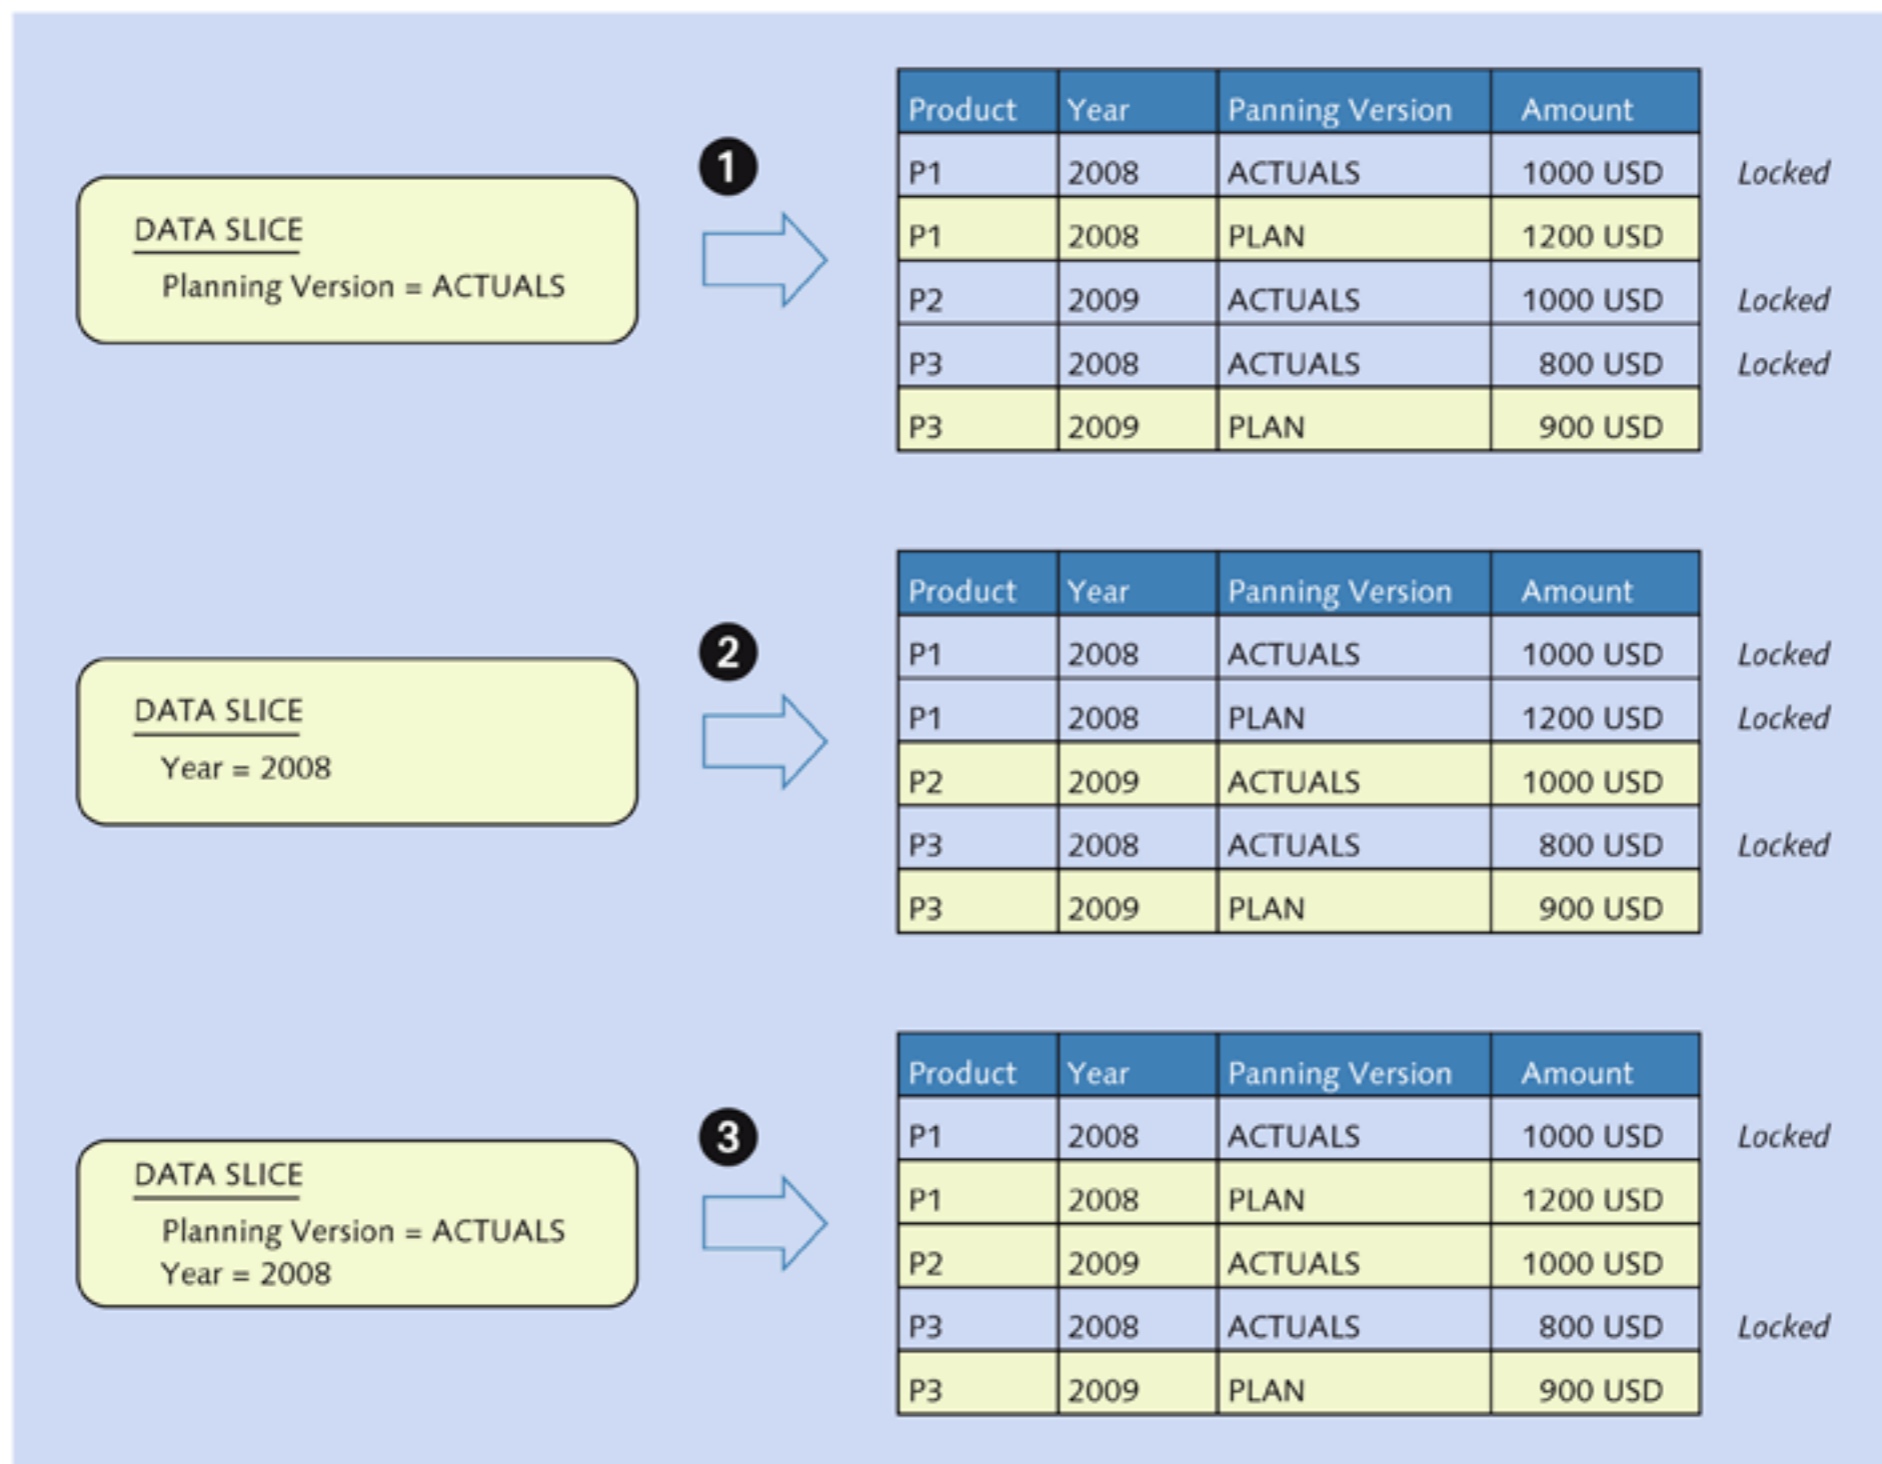 DATA SLICE
Planning Version = ACTUALS
1
Product Year Panning Version Amount
P1 2008 ACTUALS 1000 USD Locked
P1 2008 PLAN 1200 USD
P2 2009 ACTUALS 1000 USD Locked
P3 2008 ACTUALS 800 USD Locked
P3 2009 PLAN 900 USD
DATA SLICE
Year = 2008
2
Product Year Panning Version Amount
P1 2008 ACTUALS 1000 USD Locked
P1 2008 PLAN 1200 USD Locked
P2 2009 ACTUALS 1000 USD
P3 2008 ACTUALS 800 USD Locked
P3 2009 PLAN 900 USD
DATA SLICE
Planning Version = ACTUALS
Year = 2008
3
Product Year Panning Version Amount
P1 2008 ACTUALS 1000 USD Locked
P1 2008 PLAN 1200 USD
P2 2009 ACTUALS 1000 USD
P3 2008 ACTUALS 800 USD Locked
P3 2009 PLAN 900 USD